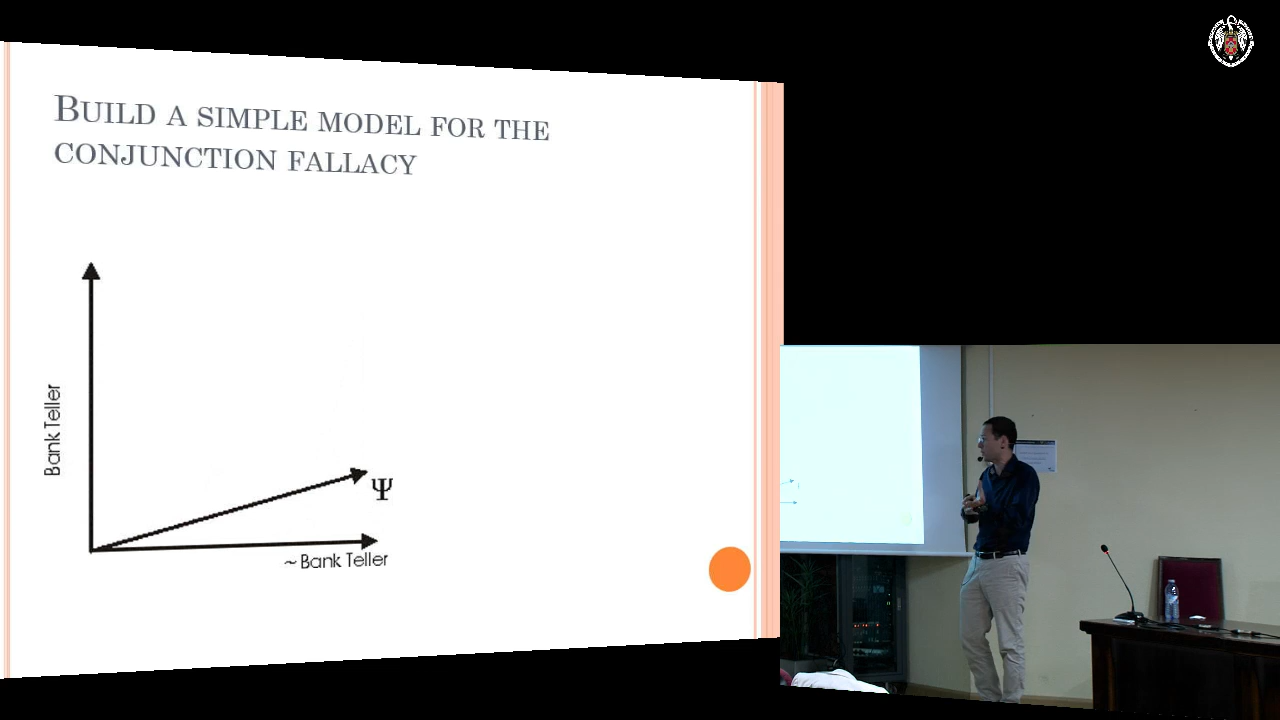 BUILD A SIMPLE MODEL FOR THE
CONJUNCTION FALLACY
Bank Teller
Ψ
~ Bank Teller